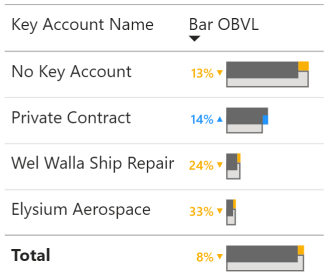 Key Account Name Bar OBVL
No Key Account 13% ▼
Private Contract 14% ▲
Wel Walla Ship Repair 24% ▼
Elysium Aerospace 33% ▼
Total 8% ▼